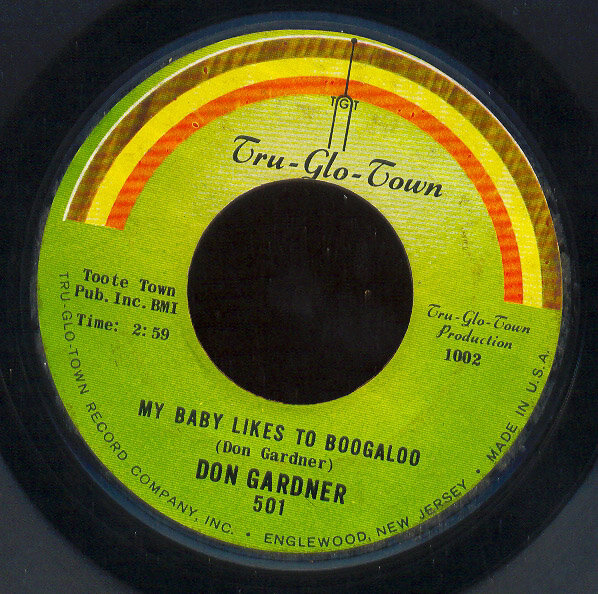 TGT
Tru-Glo-Town
Toote Town
Pub. Inc. BMI
Time: 2:59
Tru-Glo-Town
Production
1002
MY BABY LIKES TO BOOGALOO
(Don Gardner)
DON GARDNER
501
TRU-GLO-TOWN RECORD COMPANY, INC. • ENGLEWOOD, NEW JERSEY • MADE IN U.S.A.